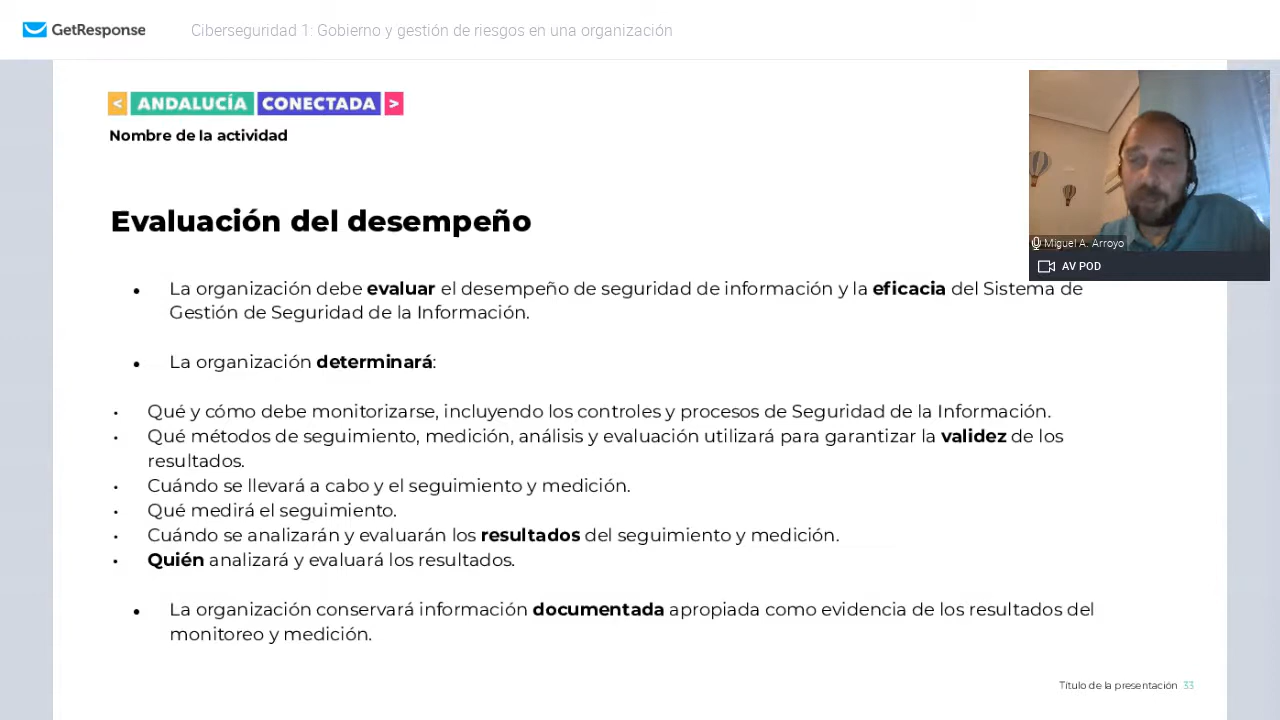 GetResponse
Ciberseguridad 1: Gobierno y gestión de riesgos en una organización
< ANDALUCÍA CONECTADA >
Nombre de la actividad
Miguel A. Arroyo
AV POD
Evaluación del desempeño
• La organización debe evaluar el desempeño de seguridad de información y la eficacia del Sistema de
Gestión de Seguridad de la Información.
• La organización determinará:
• Qué y cómo debe monitorizarse, incluyendo los controles y procesos de Seguridad de la Información.
• Qué métodos de seguimiento, medición, análisis y evaluación utilizará para garantizar la validez de los
resultados.
• Cuándo se llevará a cabo y el seguimiento y medición.
• Qué medirá el seguimiento.
• Cuándo se analizarán y evaluarán los resultados del seguimiento y medición.
• Quién analizará y evaluará los resultados.
• La organización conservará información documentada apropiada como evidencia de los resultados del
monitoreo y medición.
Título de la presentación 33